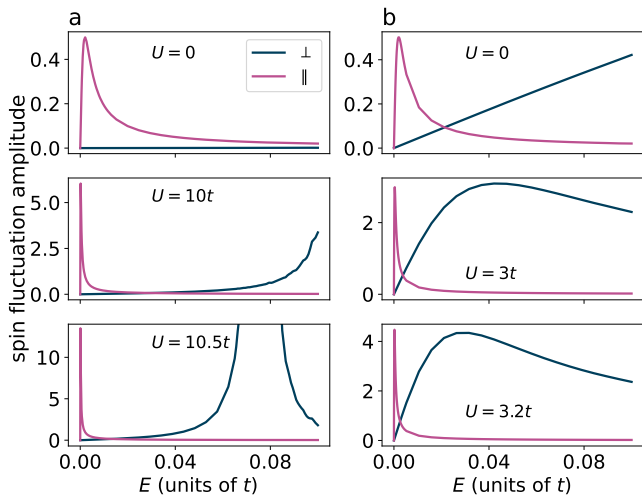 a
b
spin fluctuation amplitude
U = 0
⊥
∥
0.4
0.2
0.0
U = 0
0.4
0.2
0.0
U = 10t
5.0
2.5
0.0
U = 3t
2
0
U = 10.5t
10
5
0
U = 3.2t
4
2
0
0.00 0.04 0.08
0.00 0.04 0.08
E (units of t)
E (units of t)